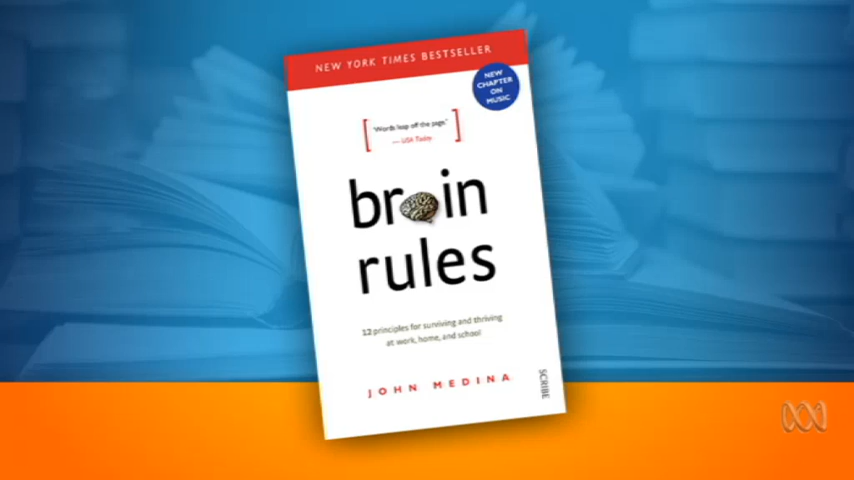 NEW YORK TIMES BESTSELLER
NEW
CHAPTER
ON
MUSIC
"Words leap off the page."
— USA Today
brain
rules
12 principles for surviving and thriving
at work, home, and school
JOHN MEDINA
SCRIBE